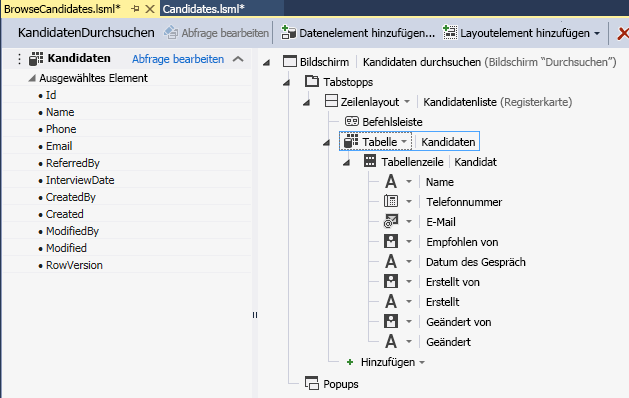 BrowseCandidates.lsml* Candidates.lsml*
KandidatenDurchsuchen Abfrage bearbeiten Datenelement hinzufügen... Layoutelement hinzufügen
Kandidaten Abfrage bearbeiten
Ausgewähltes Element
Id
Name
Phone
Email
ReferredBy
InterviewDate
CreatedBy
Created
ModifiedBy
Modified
RowVersion
Bildschirm Kandidaten durchsuchen (Bildschirm “Durchsuchen”)
Tabstopps
Zeilenlayout Kandidatenliste (Registerkarte)
Befehlsleiste
Tabelle Kandidaten
Tabellenzeile Kandidat
Name
Telefonnummer
E-Mail
Empfohlen von
Datum des Gespräch
Erstellt von
Erstellt
Geändert von
Geändert
Hinzufügen
Popups